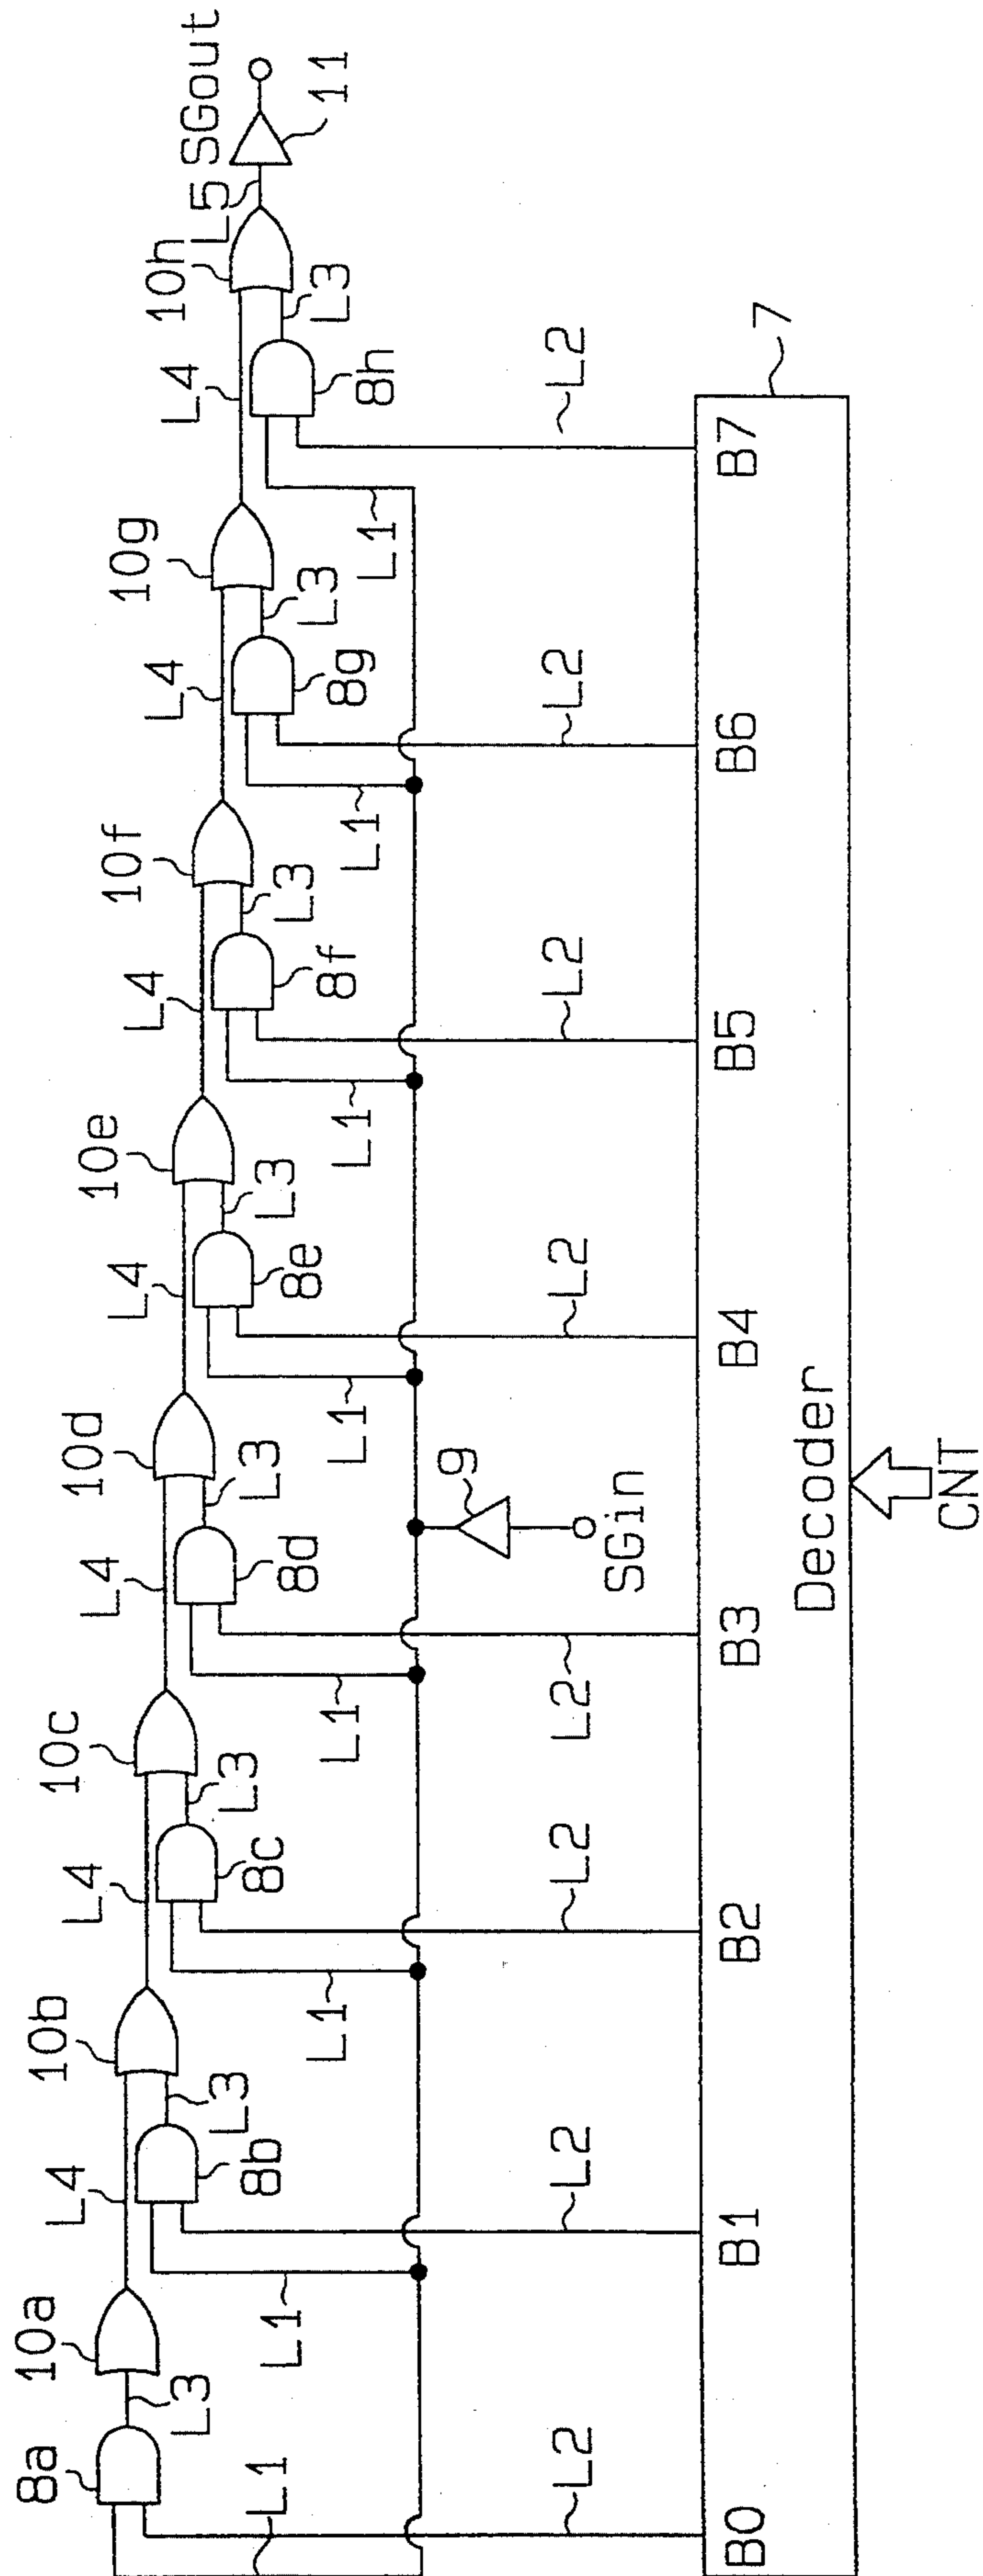 8a
10a
10b
10c
10d
10e
10f
10g
10h
L5
SGout
11
L3
L4
8b
L3
L4
8c
L3
L4
8d
L3
L4
8e
L3
L4
8f
L3
L4
8g
L3
L4
8h
L3
L4
L1
L1
L1
L1
L1
L1
L1
L1
9
SGin
L2
L2
L2
L2
L2
L2
L2
L2
7
B0
B1
B2
B3
B4
B5
B6
B7
Decoder
CNT